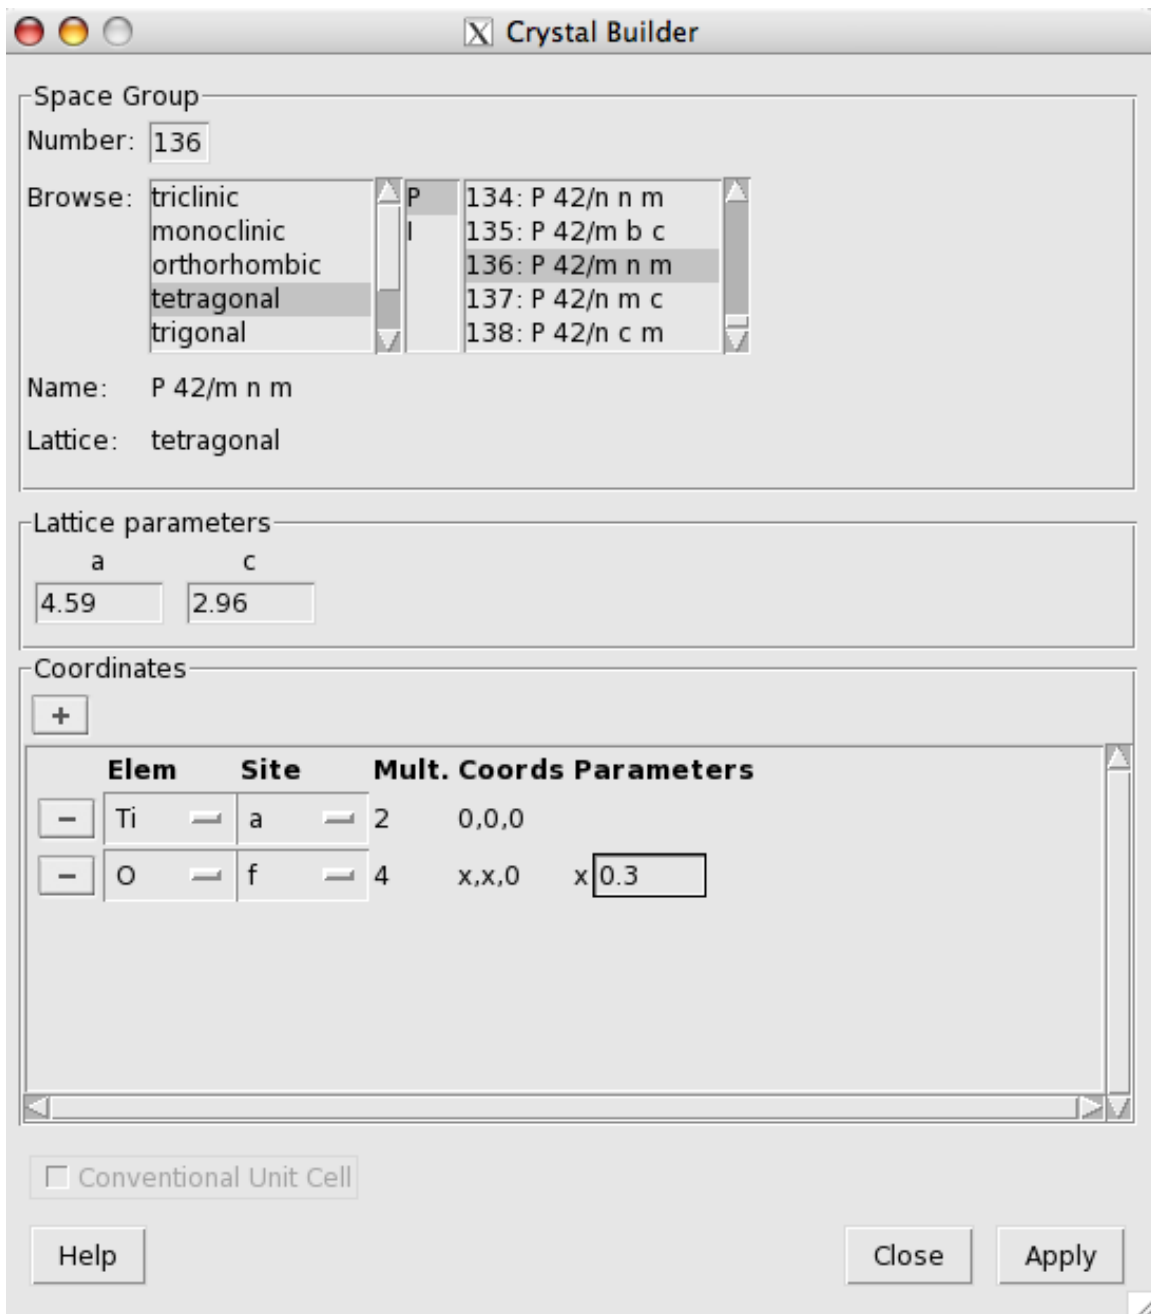 X Crystal Builder
Space Group
Number: 136
Browse: triclinic P 134: P 42/n n m
monoclinic I 135: P 42/m b c
orthorhombic 136: P 42/m n m
tetragonal 137: P 42/n m c
trigonal 138: P 42/n c m
Name: P 42/m n m
Lattice: tetragonal
Lattice parameters
a c
4.59 2.96
Coordinates
+
Elem Site Mult. Coords Parameters
− Ti a 2 0,0,0
− O f 4 x,x,0 x 0.3
Conventional Unit Cell
Help Close Apply